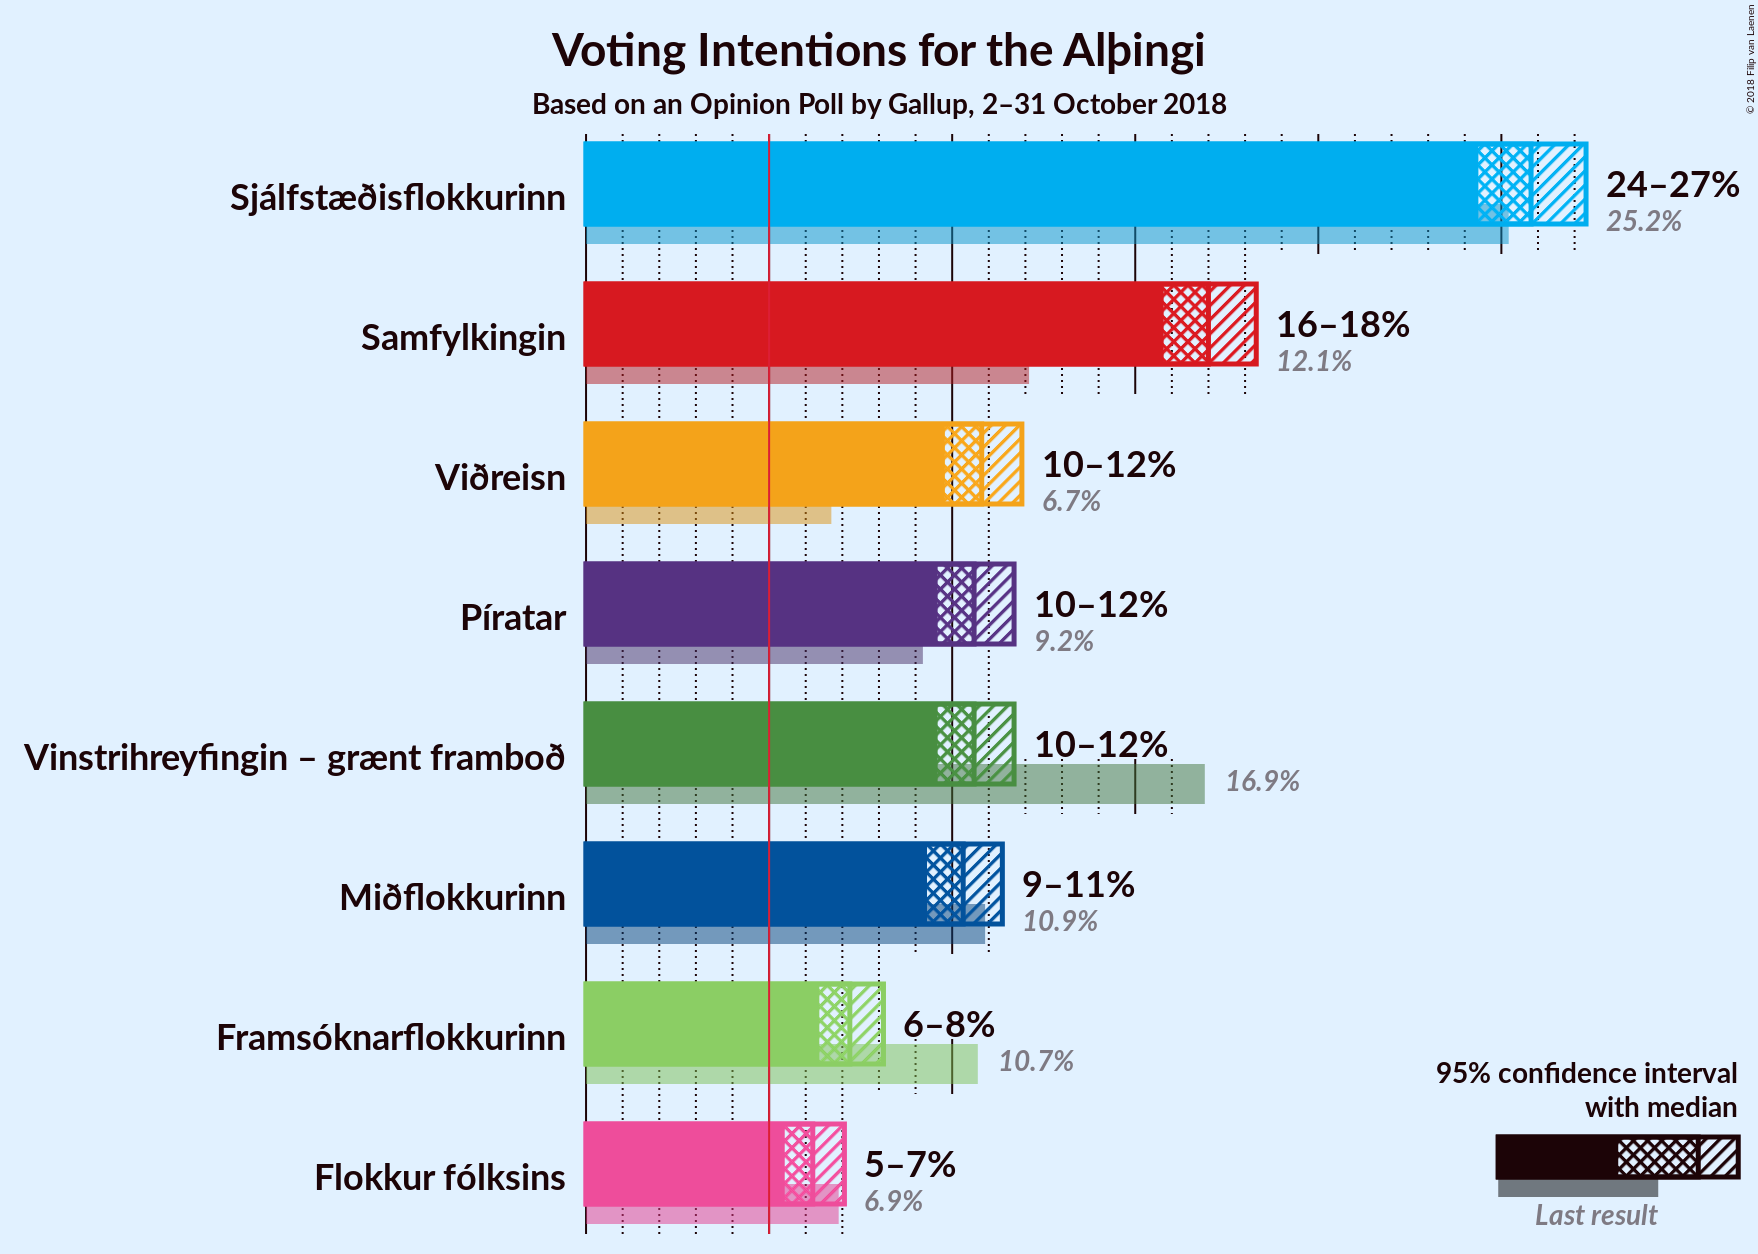 Voting Intentions for the Alþingi
Based on an Opinion Poll by Gallup, 2–31 October 2018
© 2018 Filip van Laenen
Sjálfstæðisflokkurinn
24–27%
25.2%
Samfylkingin
16–18%
12.1%
Viðreisn
10–12%
6.7%
Píratar
10–12%
9.2%
Vinstrihreyfingin – grænt framboð
10–12%
16.9%
Miðflokkurinn
9–11%
10.9%
Framsóknarflokkurinn
6–8%
10.7%
Flokkur fólksins
5–7%
6.9%
95% confidence interval
with median
Last result